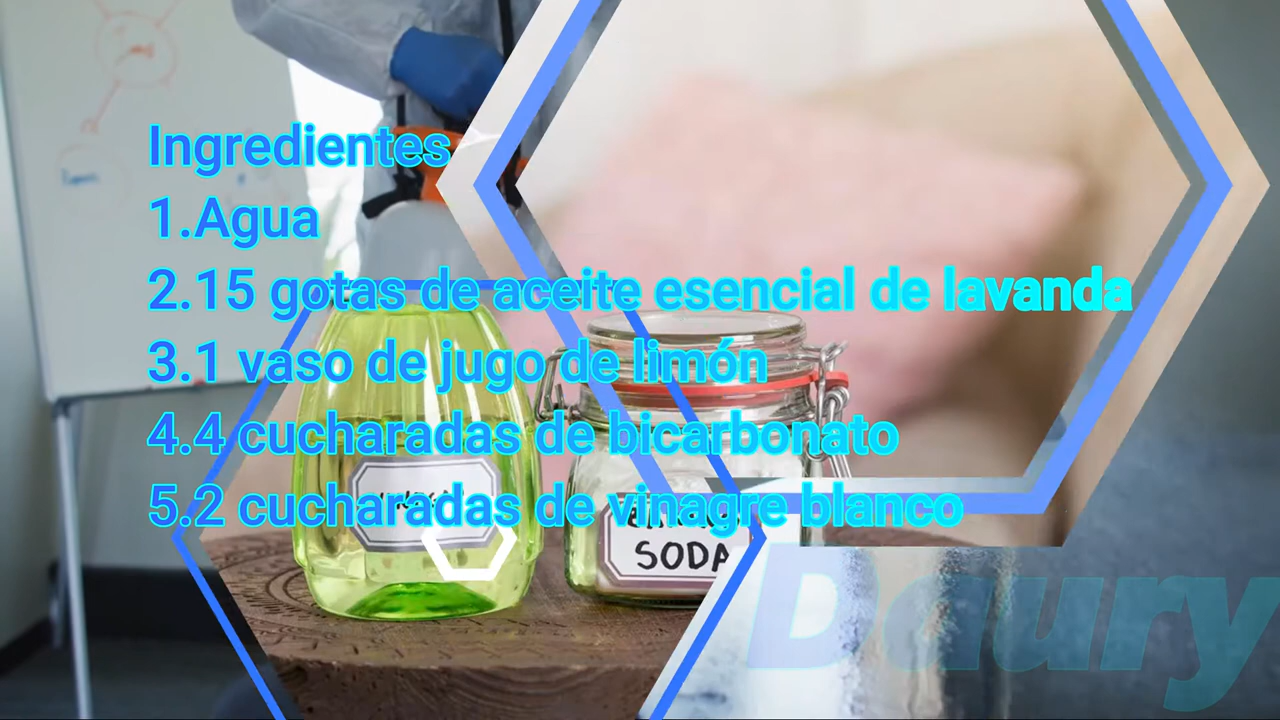 Ingredientes
1.Agua
2.15 gotas de aceite esencial de lavanda
3.1 vaso de jugo de limón
4.4 cucharadas de bicarbonato
5.2 cucharadas de vinagre blanco
SODA
Daury